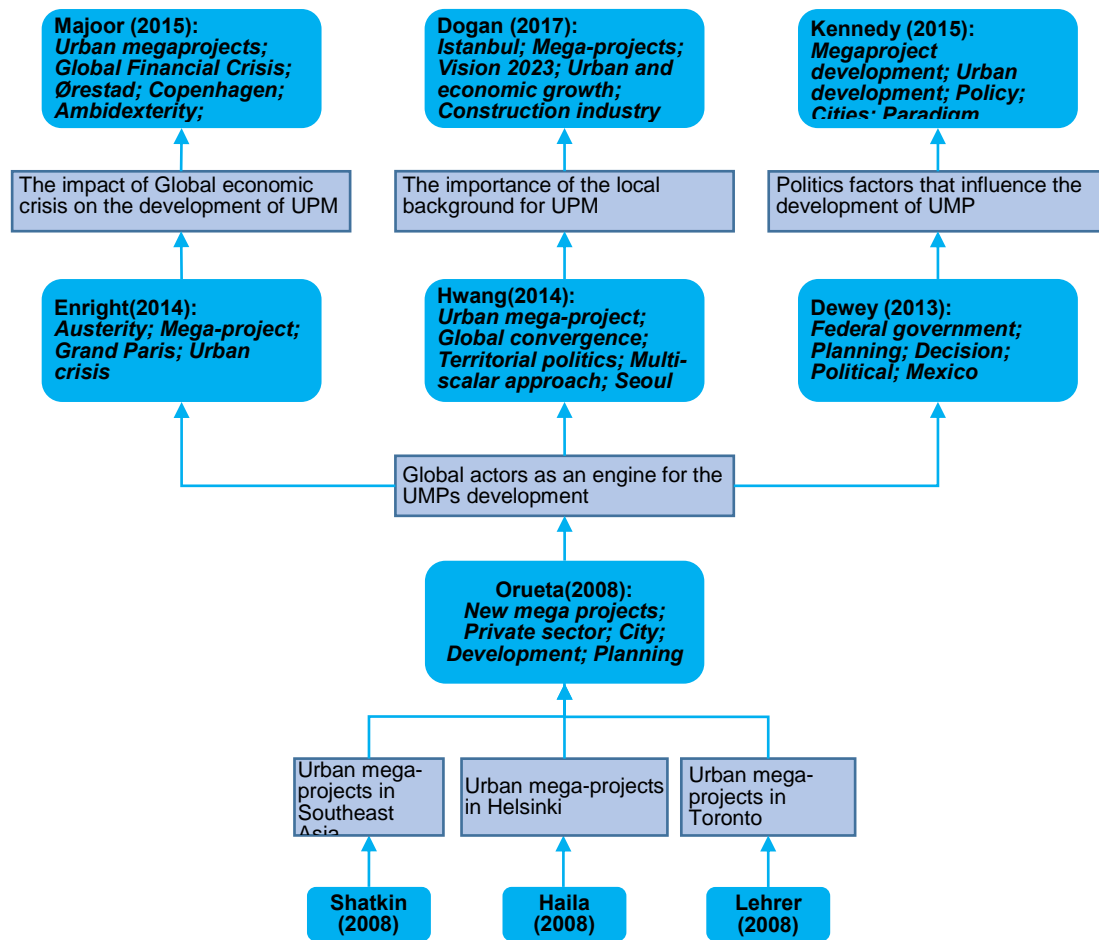 Majoor (2015):
Urban megaprojects;
Global Financial Crisis;
Ørestad; Copenhagen;
Ambidexterity;
Dogan (2017):
Istanbul; Mega-projects;
Vision 2023; Urban and
economic growth;
Construction industry
Kennedy (2015):
Megaproject
development; Urban
development; Policy;
Cities; Paradigm
The impact of Global economic
crisis on the development of UPM
The importance of the local
background for UPM
Politics factors that influence the
development of UMP
Enright(2014):
Austerity; Mega-project;
Grand Paris; Urban
crisis
Hwang(2014):
Urban mega-project;
Global convergence;
Territorial politics; Multi-
scalar approach; Seoul
Dewey (2013):
Federal government;
Planning; Decision;
Political; Mexico
Global actors as an engine for the
UMPs development
Orueta(2008):
New mega projects;
Private sector; City;
Development; Planning
Urban mega-
projects in
Southeast
Asia
Urban mega-projects
in Helsinki
Urban mega-
projects in
Toronto
Shatkin
(2008)
Haila
(2008)
Lehrer
(2008)